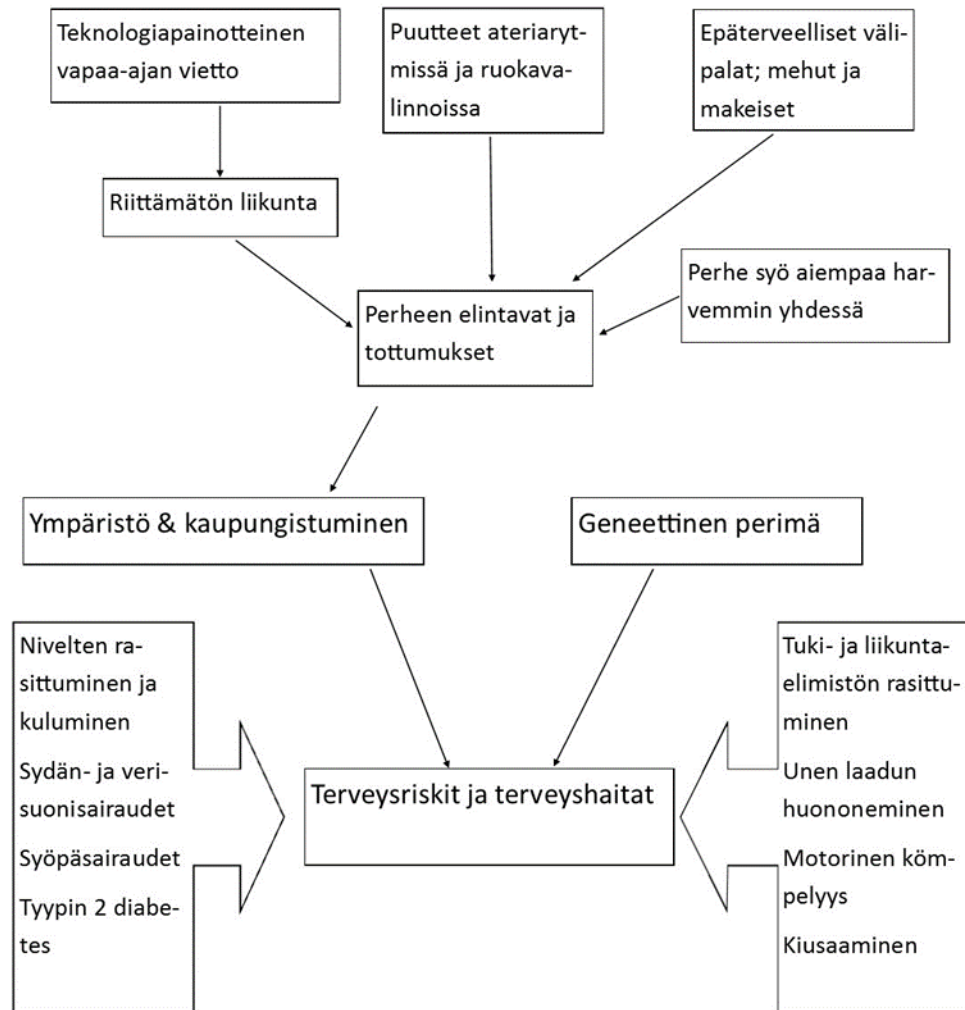 Teknologiapainotteinen
vapaa-ajan vietto
Puutteet ateriaryt-
missä ja ruokava-
linnoissa
Epäterveelliset väli-
palat; mehut ja
makeiset
Riittämätön liikunta
Perhe syö aiempaa har-
vemmin yhdessä
Perheen elintavat ja
tottumukset
Ympäristö & kaupungistuminen
Geneettinen perimä
Nivelten ra-
sittuminen ja
kuluminen
Sydän- ja veri-
suonisairaudet
Syöpäsairaudet
Tyypin 2 diabe-
tes
Terveysriskit ja terveyshaitat
Tuki- ja liikunta-
elimistön rasittu-
minen
Unen laadun
huononeminen
Motorinen köm-
pelyys
Kiusaaminen